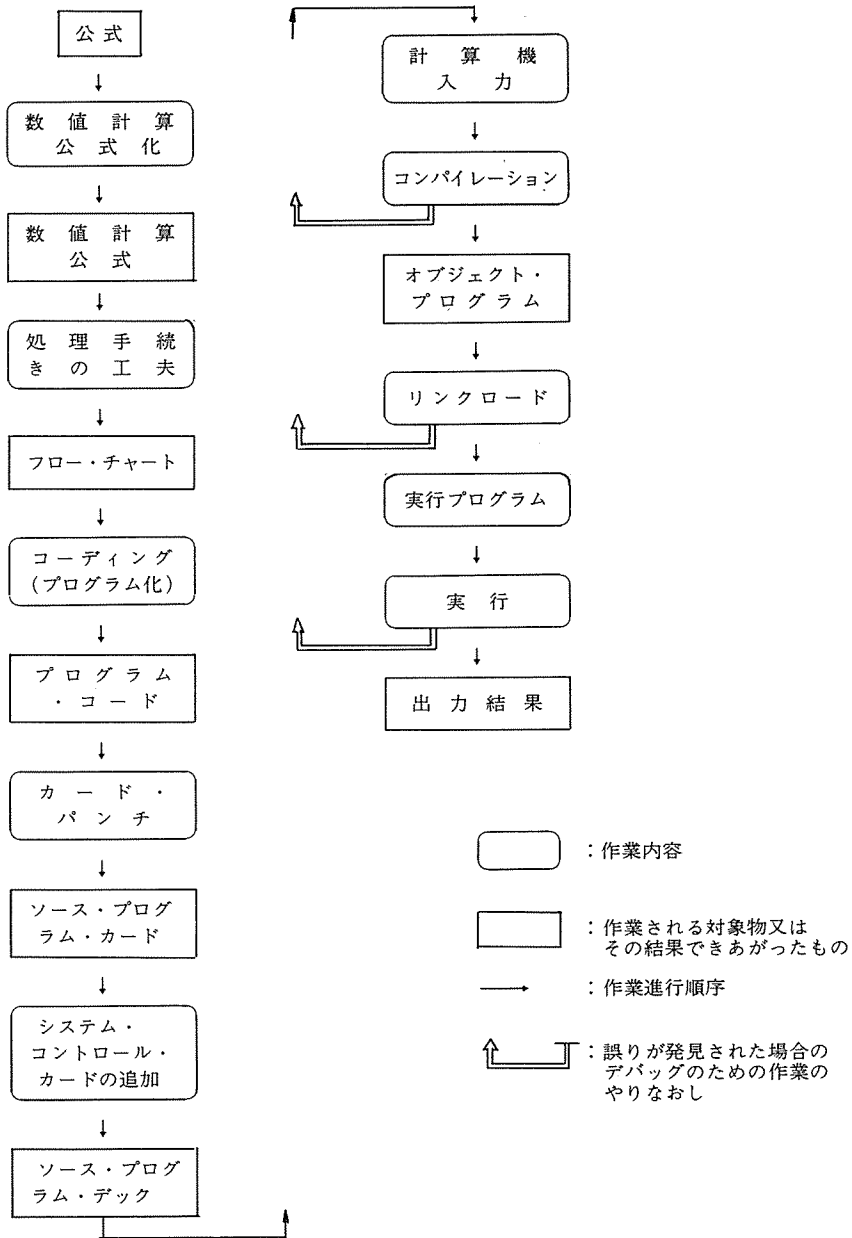 公式
数値計算
公式化
数値計算
公式
処理手続
きの工夫
フロー・チャート
コーディング
(プログラム化)
プログラム
・コード
カード・
パンチ
ソース・プログ
ラム・カード
システム・
コントロール・
カードの追加
ソース・プログ
ラム・デック
計算機
入力
コンパイレーション
オブジェクト・
プログラム
リンクロード
実行プログラム
実行
出力結果
:作業内容
:作業される対象物又は
その結果できあがったもの
:作業進行順序
:誤りが発見された場合の
デバッグのための作業の
やりなおし